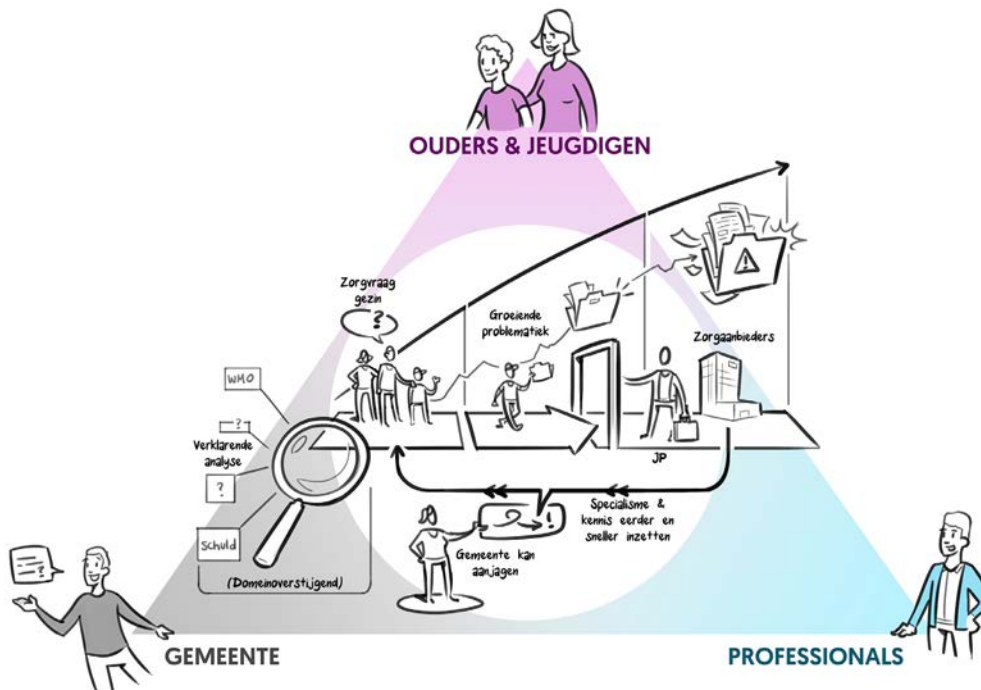 OUDERS & JEUGDIGEN
Zorgvraag
gezin
?
Groeiende
problematiek
Zorgaanbieders
WMO
?
Verklarende
analyse
?
Schuld
(Domeinoverstijgend)
JP
!
Gemeente kan
aanjagen
Specialisme &
kennis eerder en
sneller inzetten
?
GEMEENTE
PROFESSIONALS